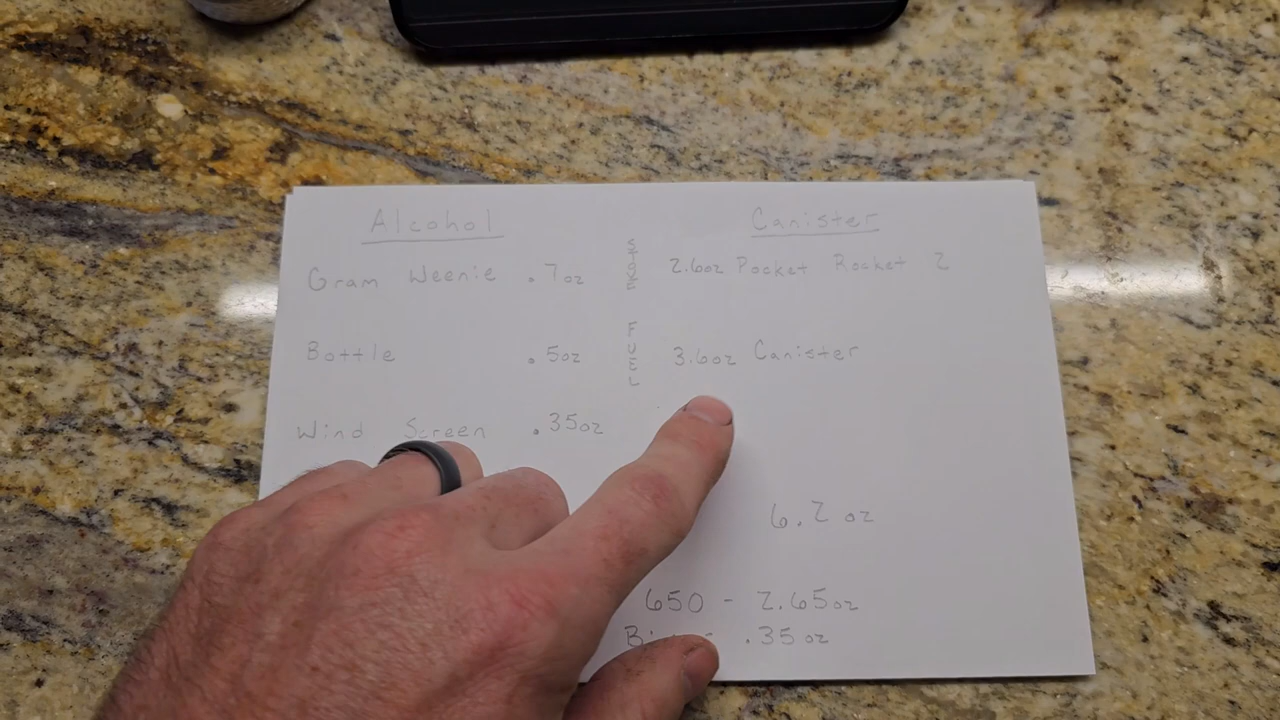 Alcohol
Canister
Gram Weenie .7oz
STOVE
2.6oz Pocket Rocket 2
Bottle .5oz
FUEL
3.6oz Canister
Wind Screen .35oz
6.2 oz
650 - 2.65oz
.35 oz